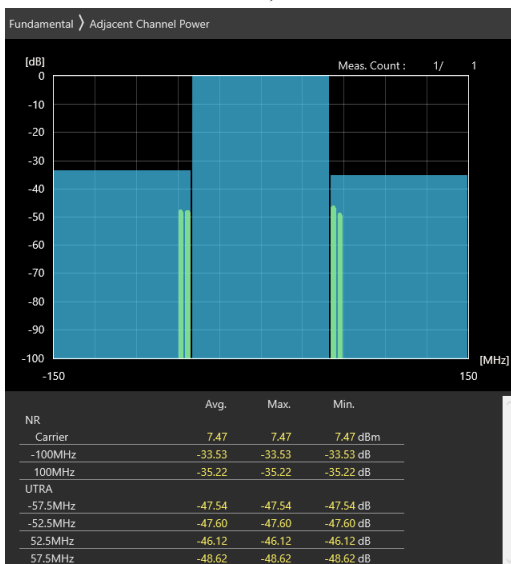 Fundamental 〉 Adjacent Channel Power
[dB] Meas. Count : 1/ 1
0
-10
-20
-30
-40
-50
-60
-70
-80
-90
-100 [MHz]
-150 150
Avg. Max. Min.
NR
Carrier 7.47 7.47 7.47 dBm
-100MHz -33.53 -33.53 -33.53 dB
100MHz -35.22 -35.22 -35.22 dB
UTRA
-57.5MHz -47.54 -47.54 -47.54 dB
-52.5MHz -47.60 -47.60 -47.60 dB
52.5MHz -46.12 -46.12 -46.12 dB
57.5MHz -48.62 -48.62 -48.62 dB